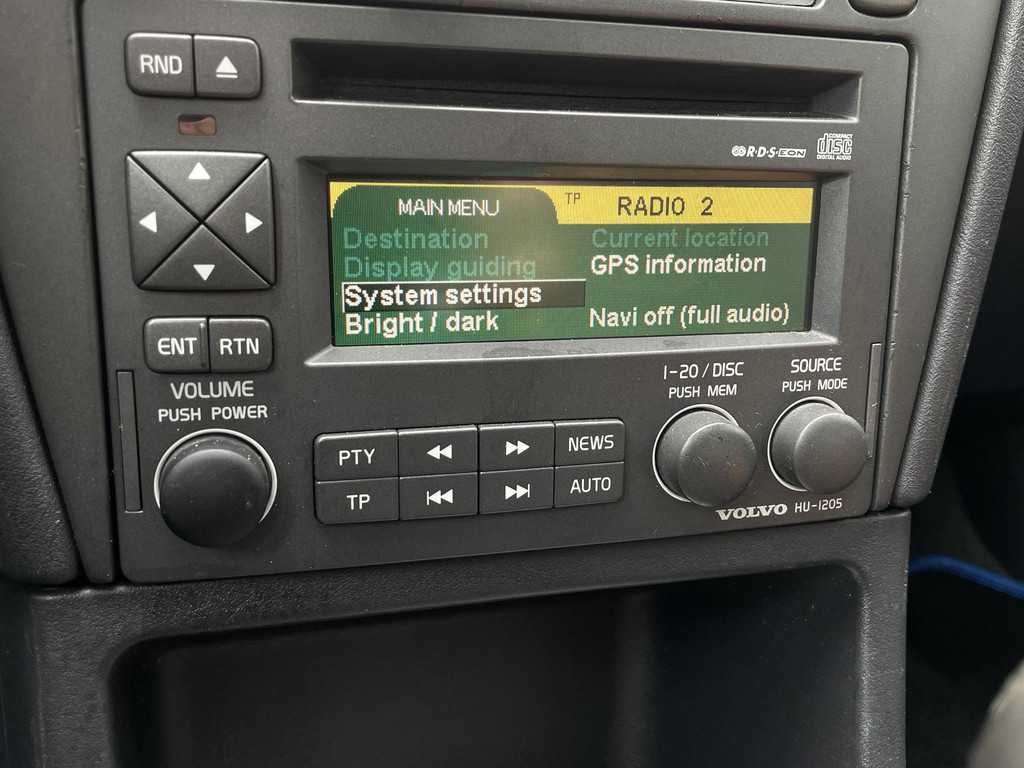 RND
R·D·S EON
COMPACT
disc
DIGITAL AUDIO
MAIN MENU
TP
RADIO 2
Destination
Current location
Display guiding
GPS information
System settings
Bright / dark
Navi off (full audio)
ENT
RTN
VOLUME
PUSH POWER
1-20 / DISC
PUSH MEM
SOURCE
PUSH MODE
PTY
NEWS
TP
AUTO
VOLVO HU-1205